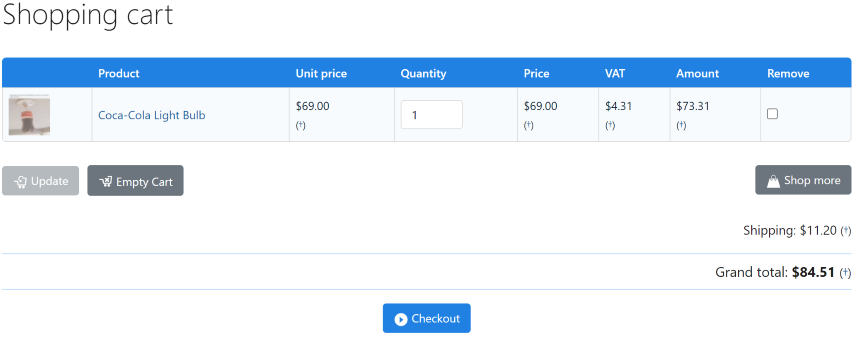 Shopping cart
Product Unit price Quantity Price VAT Amount Remove
Coca-Cola Light Bulb $69.00 (†) 1 $69.00 (†) $4.31 (†) $73.31 (†)
Update Empty Cart Shop more
Shipping: $11.20 (†)
Grand total: $84.51 (†)
Checkout